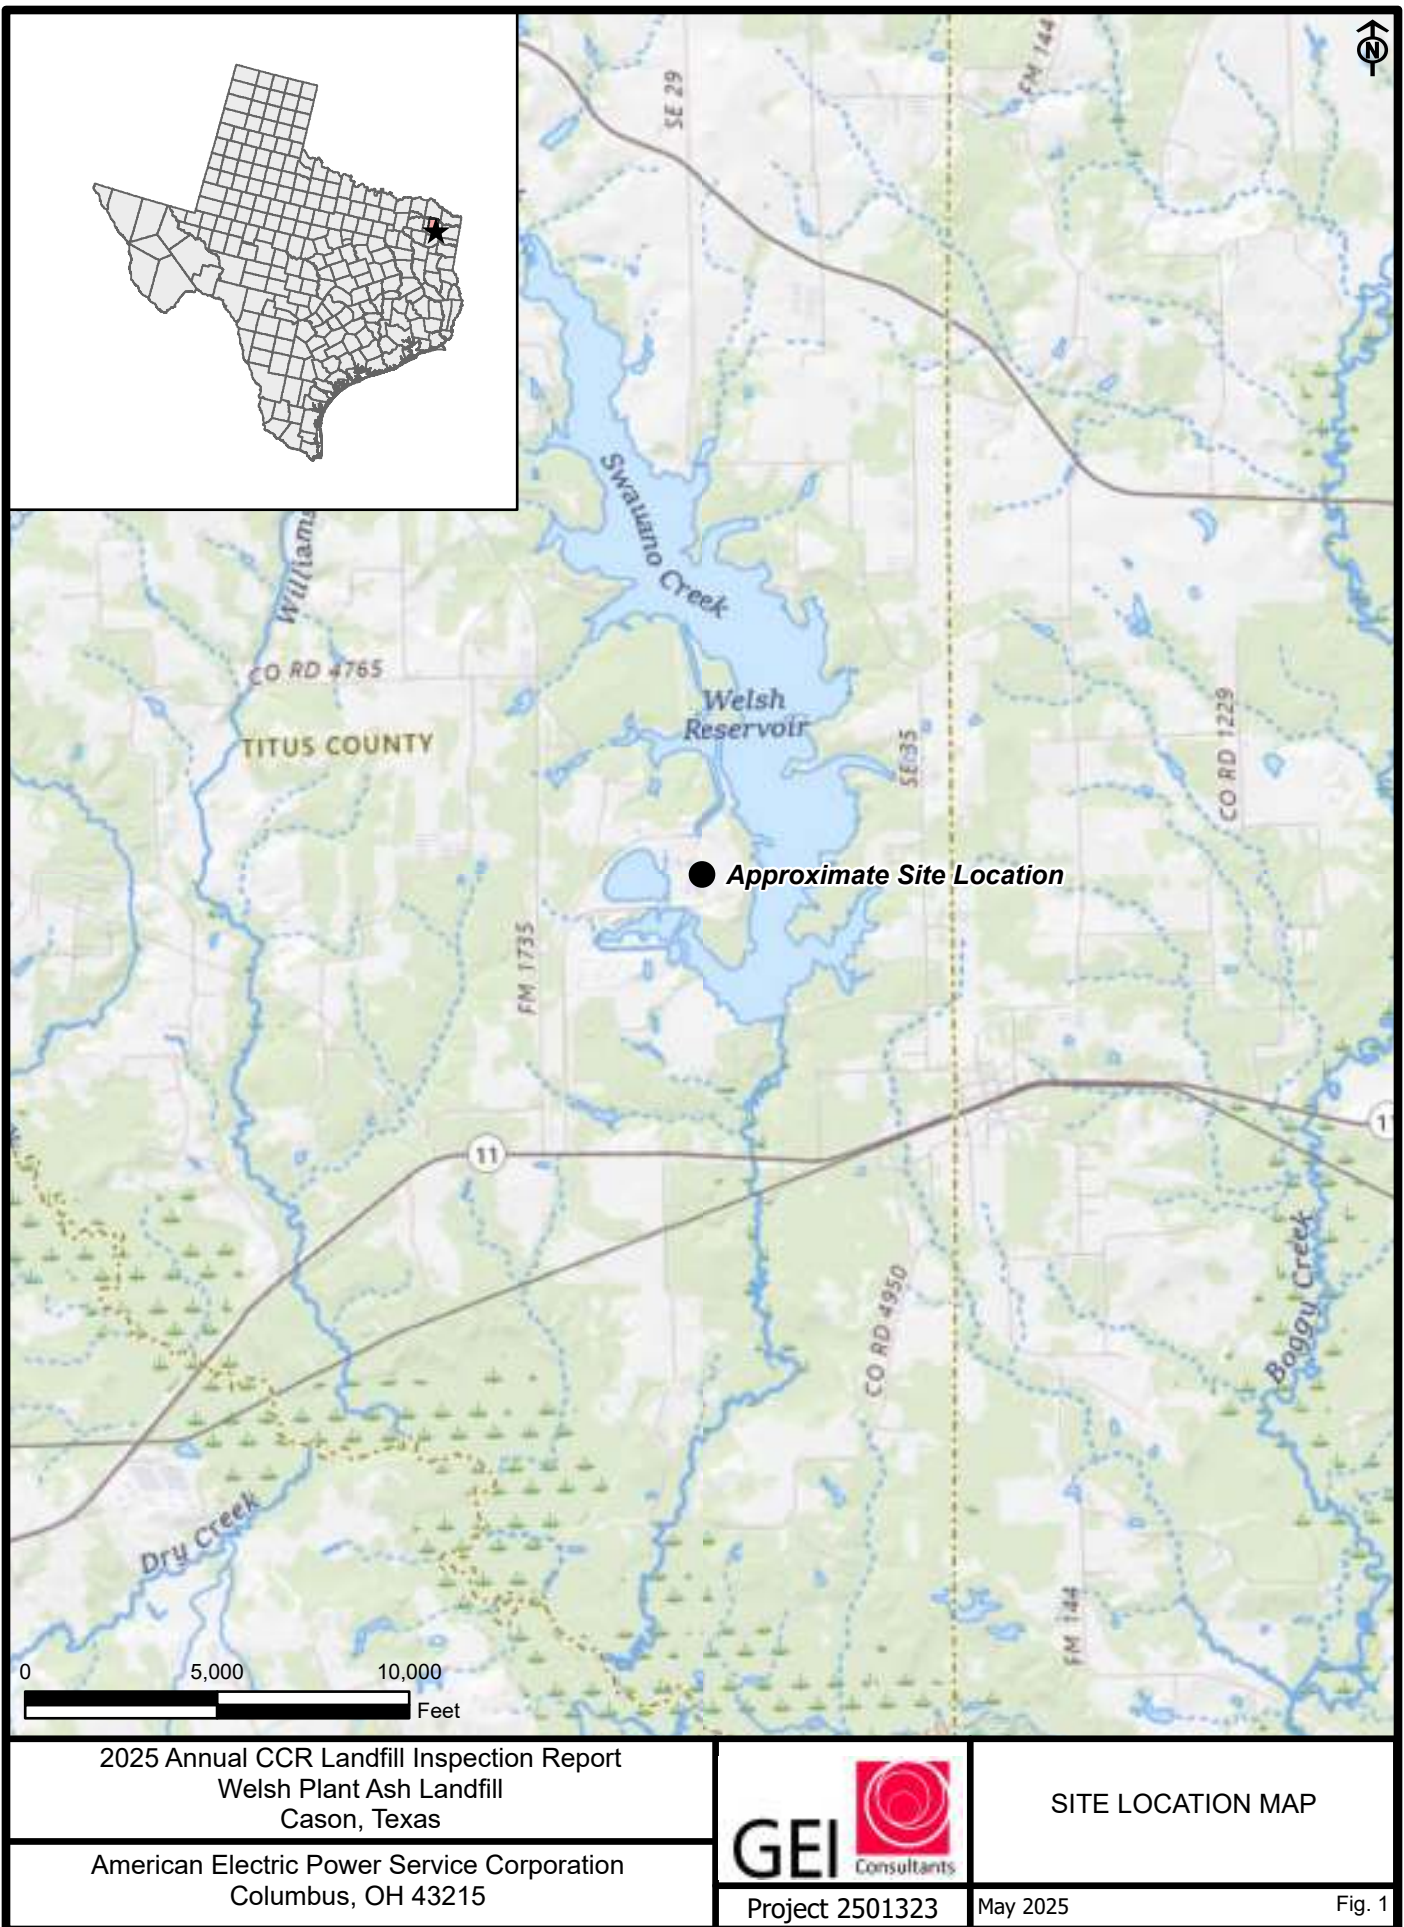 N
SE 29
FM 144
Swauano Creek
Williams
CO RD 4765
TITUS COUNTY
Welsh
Reservoir
SE 35
CO RD 1229
Approximate Site Location
FM 1735
11
11
CO RD 4950
Boggy Creek
Dry Creek
FM 144
0 5,000 10,000
Feet
2025 Annual CCR Landfill Inspection Report
Welsh Plant Ash Landfill
Cason, Texas
American Electric Power Service Corporation
Columbus, OH 43215
GEI
Consultants
Project 2501323
SITE LOCATION MAP
May 2025
Fig. 1